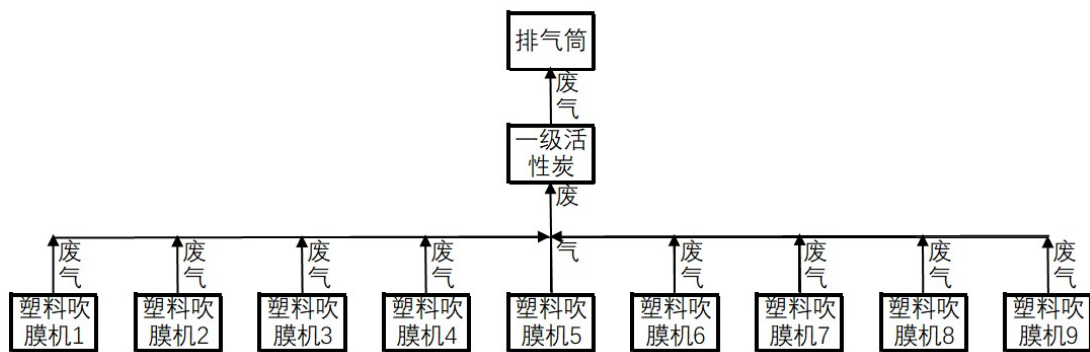 排气筒
废
气
一级活
性炭
废
气
废
气
废
气
废
气
废
气
废
气
废
气
废
气
废
气
塑料吹
膜机1
塑料吹
膜机2
塑料吹
膜机3
塑料吹
膜机4
塑料吹
膜机5
塑料吹
膜机6
塑料吹
膜机7
塑料吹
膜机8
塑料吹
膜机9